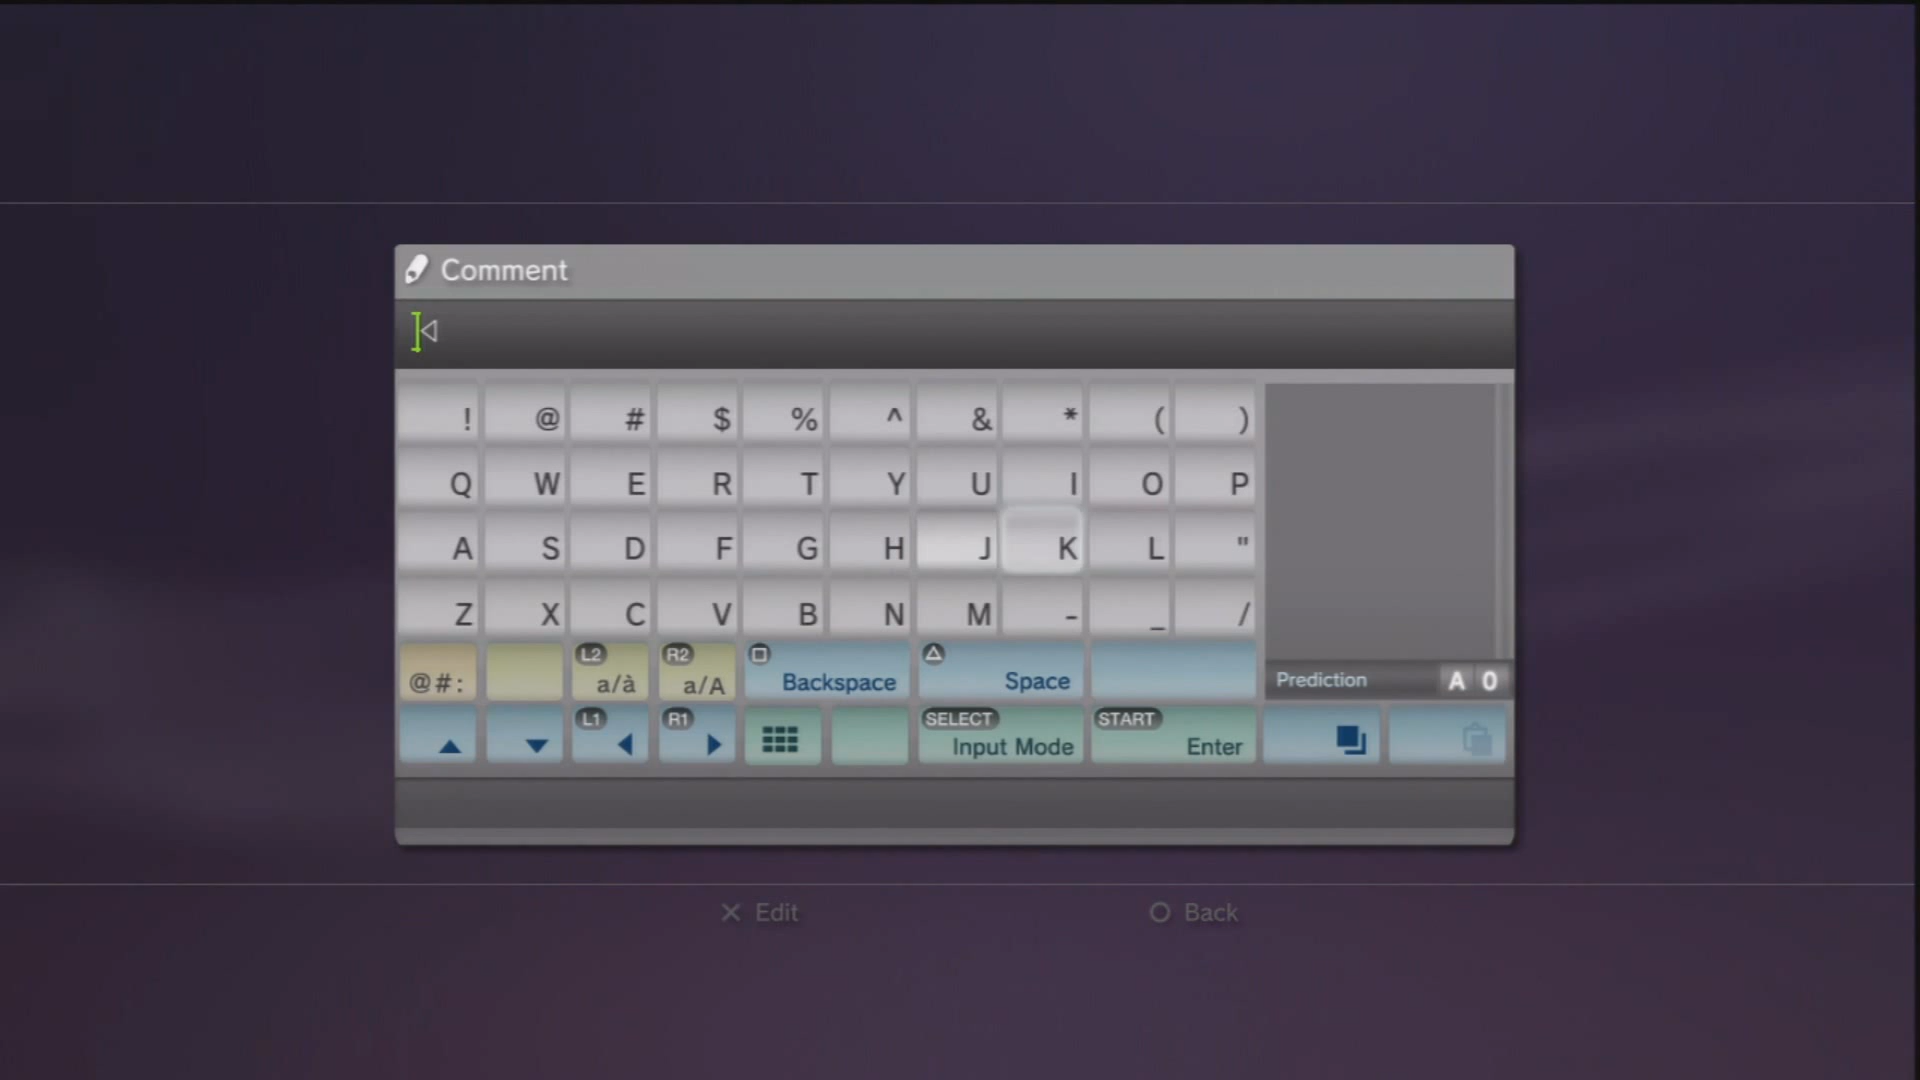 Comment
! @ # $ % ^ & * ( )
Q W E R T Y U I O P
A S D F G H J K L "
Z X C V B N M - _ /
@#: L2 a/à R2 a/A Backspace Space Prediction A 0
L1 R1 SELECT Input Mode START Enter
Edit Back